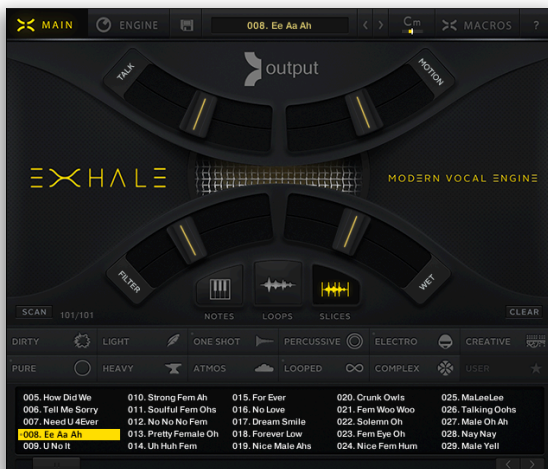 MAIN ENGINE 008. Ee Aa Ah Cm MACROS ?
TALK
output
MOTION
EXHALE
MODERN VOCAL ENGINE
FILTER
WET
NOTES LOOPS SLICES
SCAN 101/101 CLEAR
DIRTY LIGHT ONE SHOT PERCUSSIVE ELECTRO CREATIVE
PURE HEAVY ATMOS LOOPED COMPLEX USER
005. How Did We 010. Strong Fem Ah 015. For Ever 020. Crunk Owls 025. MaLeeLee
006. Tell Me Sorry 011. Soulful Fem Ohs 016. No Love 021. Fem Woo Woo 026. Talking Oohs
007. Need U 4Ever 012. No No No Fem 017. Dream Smile 022. Solemn Oh 027. Male Oh Ah
008. Ee Aa Ah 013. Pretty Female Oh 018. Forever Low 023. Fem Eye Oh 028. Nay Nay
009. U No It 014. Uh Huh Fem 019. Nice Male Ahs 024. Nice Fem Hum 029. Male Yell